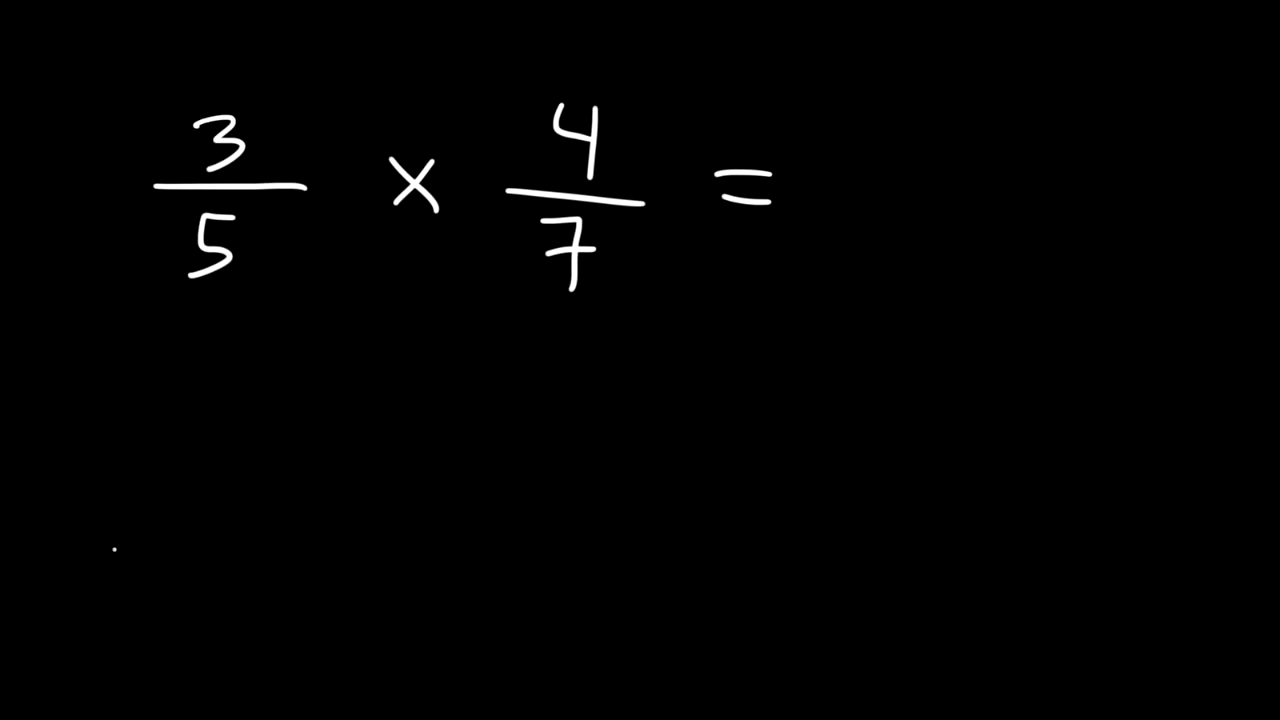 3/5 × 4/7 =